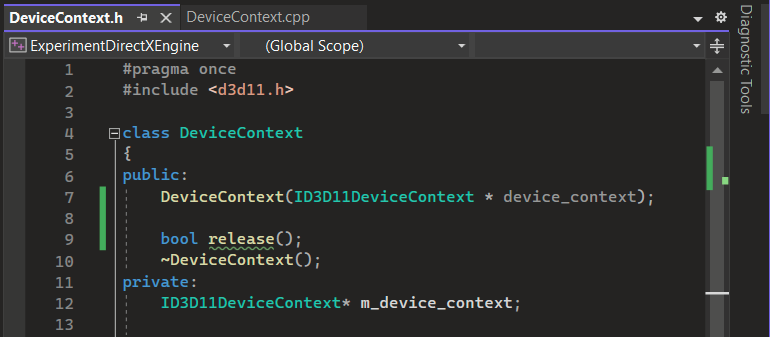 DeviceContext.h DeviceContext.cpp
ExperimentDirectXEngine (Global Scope)
Diagnostic Tools
1 #pragma once
2 #include <d3d11.h>
3
4 class DeviceContext
5 {
6 public:
7 DeviceContext(ID3D11DeviceContext * device_context);
8
9 bool release();
10 ~DeviceContext();
11 private:
12 ID3D11DeviceContext* m_device_context;
13